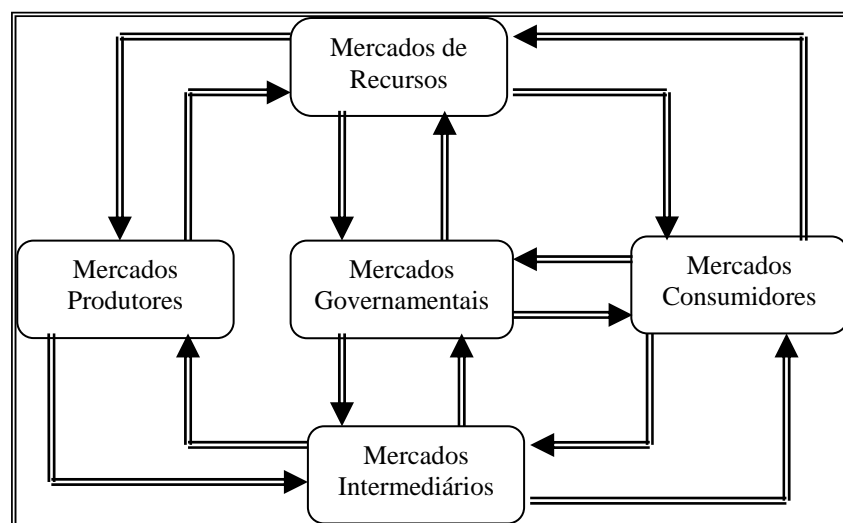 Mercados de
Recursos
Mercados
Produtores
Mercados
Governamentais
Mercados
Consumidores
Mercados
Intermediários